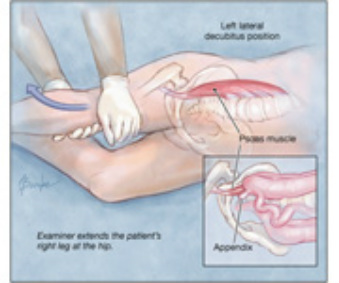 Left lateral
decubitus position
Psoas muscle
Appendix
Examiner extends the patient's
right leg at the hip.